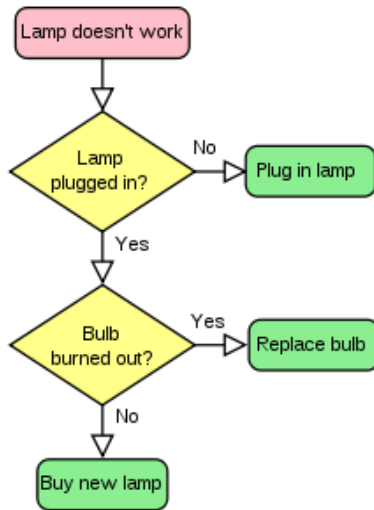 Lamp doesn't work
Lamp
plugged in?
No
Plug in lamp
Yes
Bulb
burned out?
Yes
Replace bulb
No
Buy new lamp